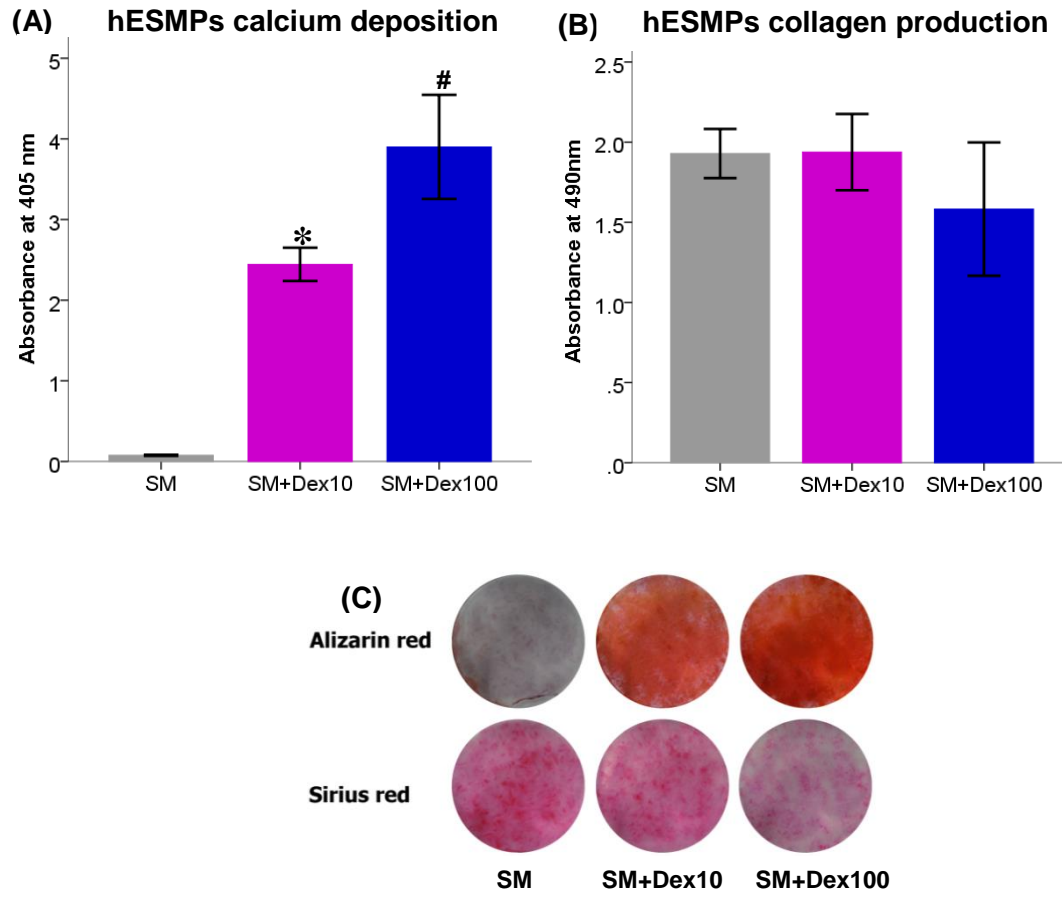 (A) hESMPs calcium deposition
Absorbance at 405 nm
5
4
3
2
1
0
*
#
SM SM+Dex10 SM+Dex100
(B) hESMPs collagen production
Absorbance at 490nm
2.5
2.0
1.5
1.0
.5
.0
SM SM+Dex10 SM+Dex100
(C)
Alizarin red
Sirius red
SM SM+Dex10 SM+Dex100